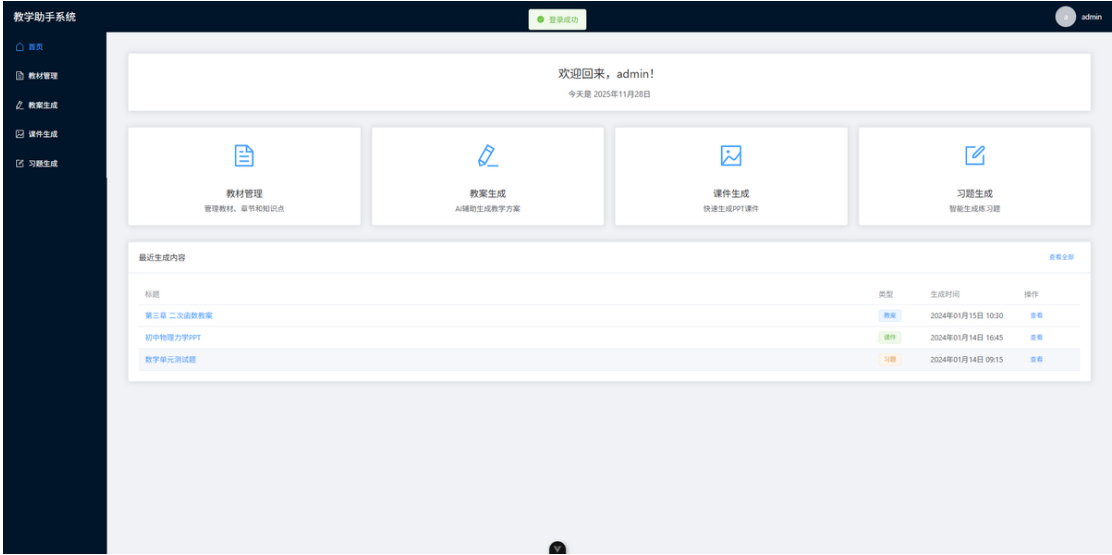 教学助手系统
登录成功
a admin
首页
教材管理
教案生成
课件生成
习题生成
欢迎回来，admin！
今天是 2025年11月28日
教材管理
管理教材、章节和知识点
教案生成
AI辅助生成教学方案
课件生成
快速生成PPT课件
习题生成
智能生成练习题
最近生成内容 查看全部
标题 类型 生成时间 操作
第三章 二次函数教案 教案 2024年01月15日 10:30 查看
初中物理力学PPT 课件 2024年01月14日 16:45 查看
数学单元测试题 习题 2024年01月14日 09:15 查看